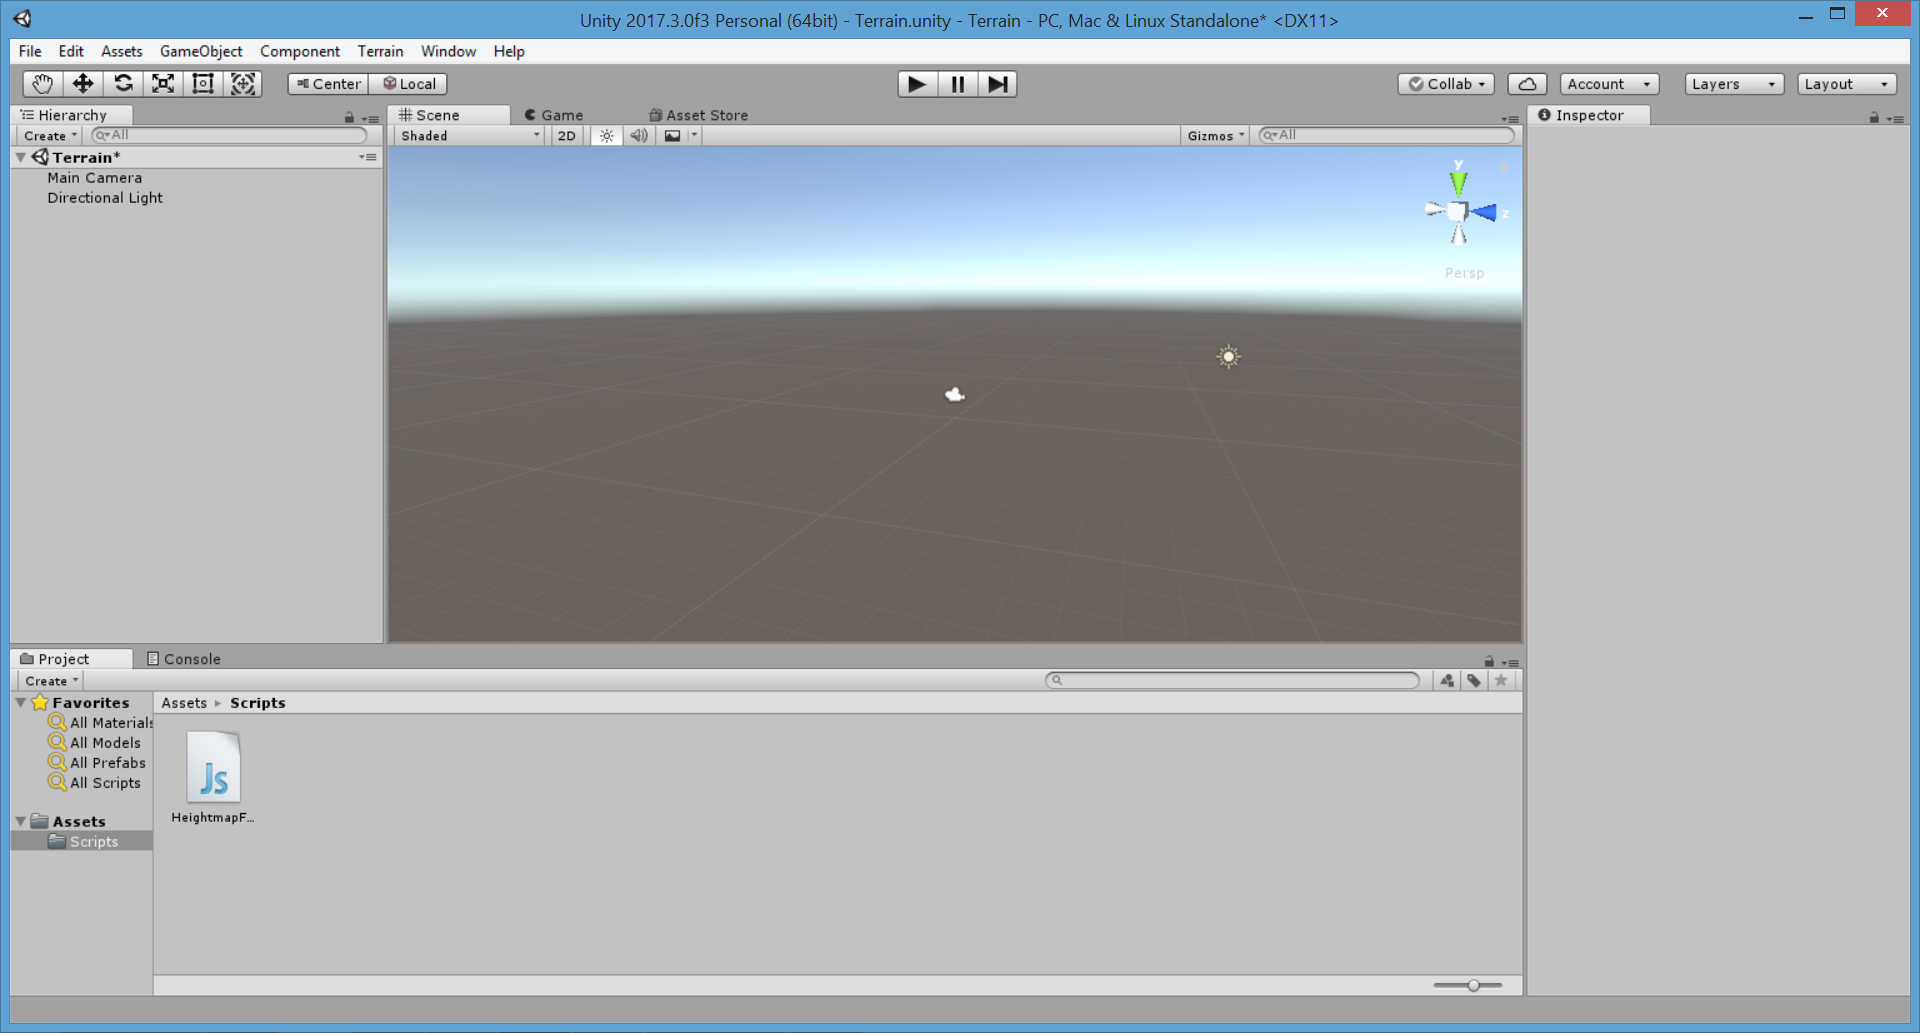 Unity 2017.3.0f3 Personal (64bit) - Terrain.unity - Terrain - PC, Mac & Linux Standalone* <DX11>
File Edit Assets GameObject Component Terrain Window Help
Center Local Collab Account Layers Layout
Hierarchy
Create All
Terrain*
Main Camera
Directional Light
Scene Game Asset Store
Shaded 2D Gizmos All
y
z
Persp
Inspector
Project Console
Create
Favorites
All Materials
All Models
All Prefabs
All Scripts
Assets
Scripts
Assets Scripts
Js
HeightmapF...